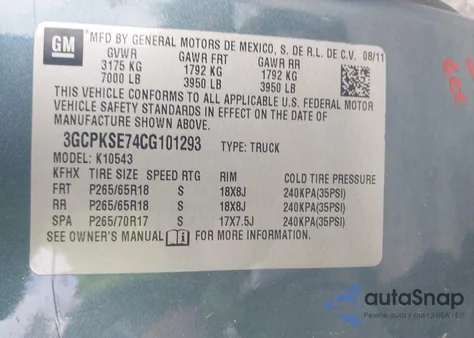 GM *MFD BY GENERAL MOTORS DE MEXICO, S. DE R.L. DE C.V. 08/11
GVWR GAWR FRT GAWR RR
3175 KG 1792 KG 1792 KG
7000 LB 3950 LB 3950 LB
THIS VEHICLE CONFORMS TO ALL APPLICABLE U.S. FEDERAL MOTOR
VEHICLE SAFETY STANDARDS IN EFFECT ON THE DATE OF
MANUFACTURE SHOWN ABOVE.
3GCPKSE74CG101293 TYPE: TRUCK
MODEL: K10543
KFHX TIRE SIZE SPEED RTG RIM COLD TIRE PRESSURE
FRT P265/65R18 S 18X8J 240KPA(35PSI)
RR P265/65R18 S 18X8J 240KPA(35PSI)
SPA P265/70R17 S 17X7.5J 240KPA(35PSI)
SEE OWNER'S MANUAL i FOR MORE INFORMATION.
autoSnap